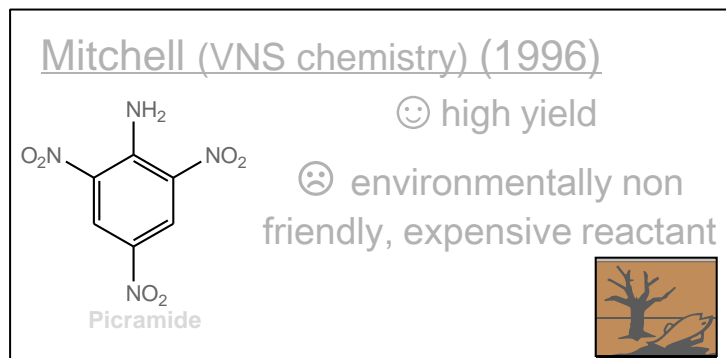 Mitchell (VNS chemistry) (1996)
NH₂
O₂N
NO₂
NO₂
Picramide
☺ high yield
☹ environmentally non
friendly, expensive reactant